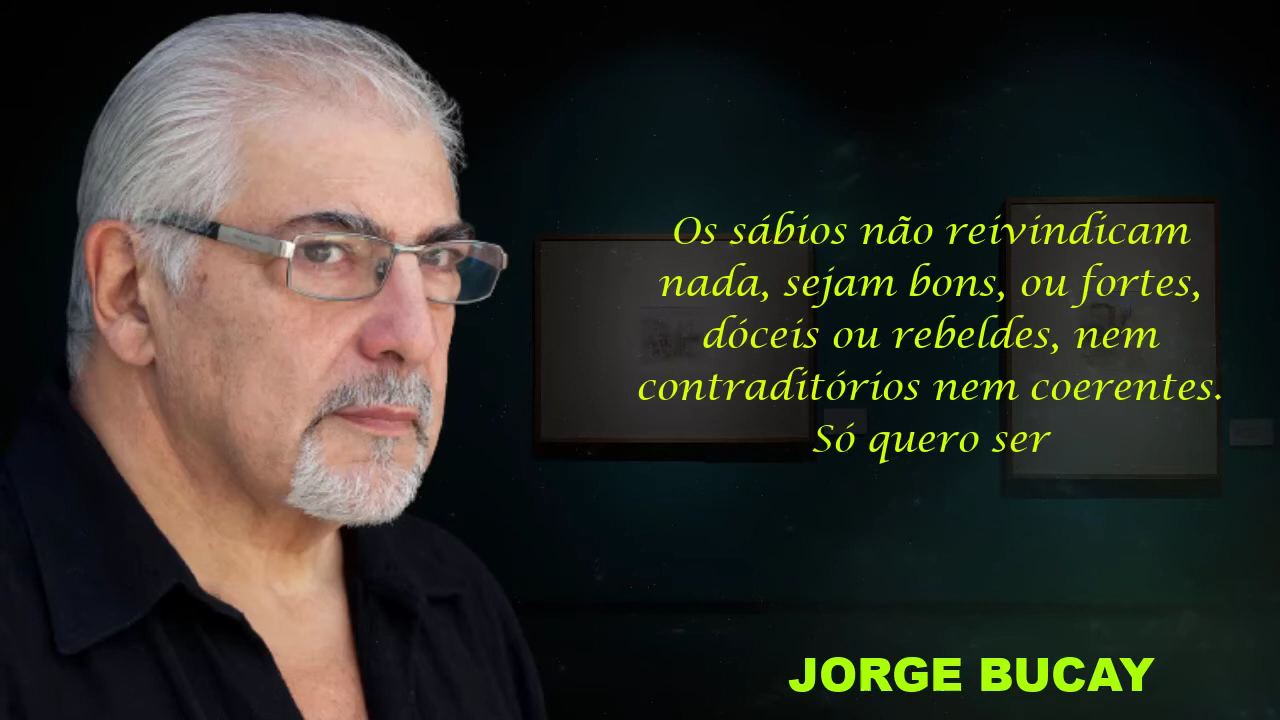 Os sábios não reivindicam
nada, sejam bons, ou fortes,
dóceis ou rebeldes, nem
contraditórios nem coerentes.
Só quero ser
JORGE BUCAY